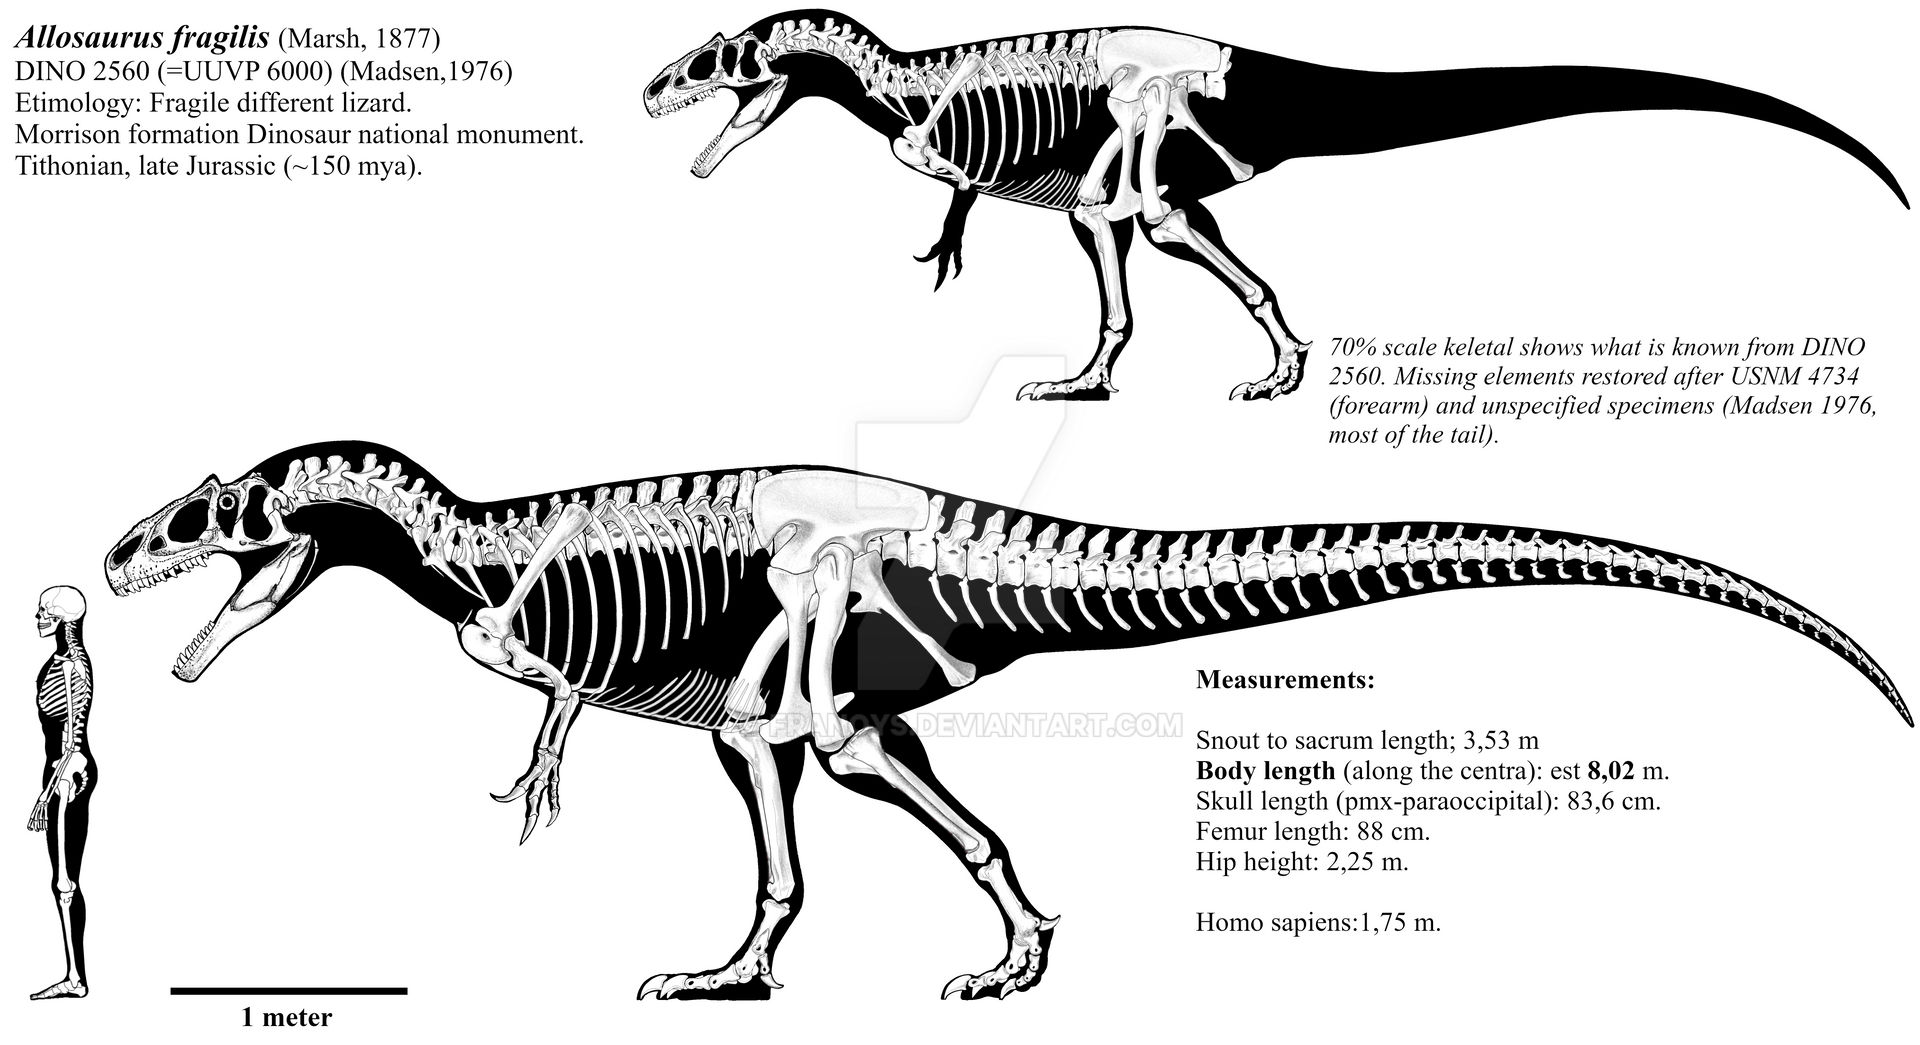 Allosaurus fragilis (Marsh, 1877)
DINO 2560 (=UUVP 6000) (Madsen,1976)
Etimology: Fragile different lizard.
Morrison formation Dinosaur national monument.
Tithonian, late Jurassic (~150 mya).
70% scale keletal shows what is known from DINO
2560. Missing elements restored after USNM 4734
(forearm) and unspecified specimens (Madsen 1976,
most of the tail).
Measurements:
Snout to sacrum length; 3,53 m
Body length (along the centra): est 8,02 m.
Skull length (pmx-paraoccipital): 83,6 cm.
Femur length: 88 cm.
Hip height: 2,25 m.
Homo sapiens:1,75 m.
FRANOYS.DEVIANTART.COM
1 meter